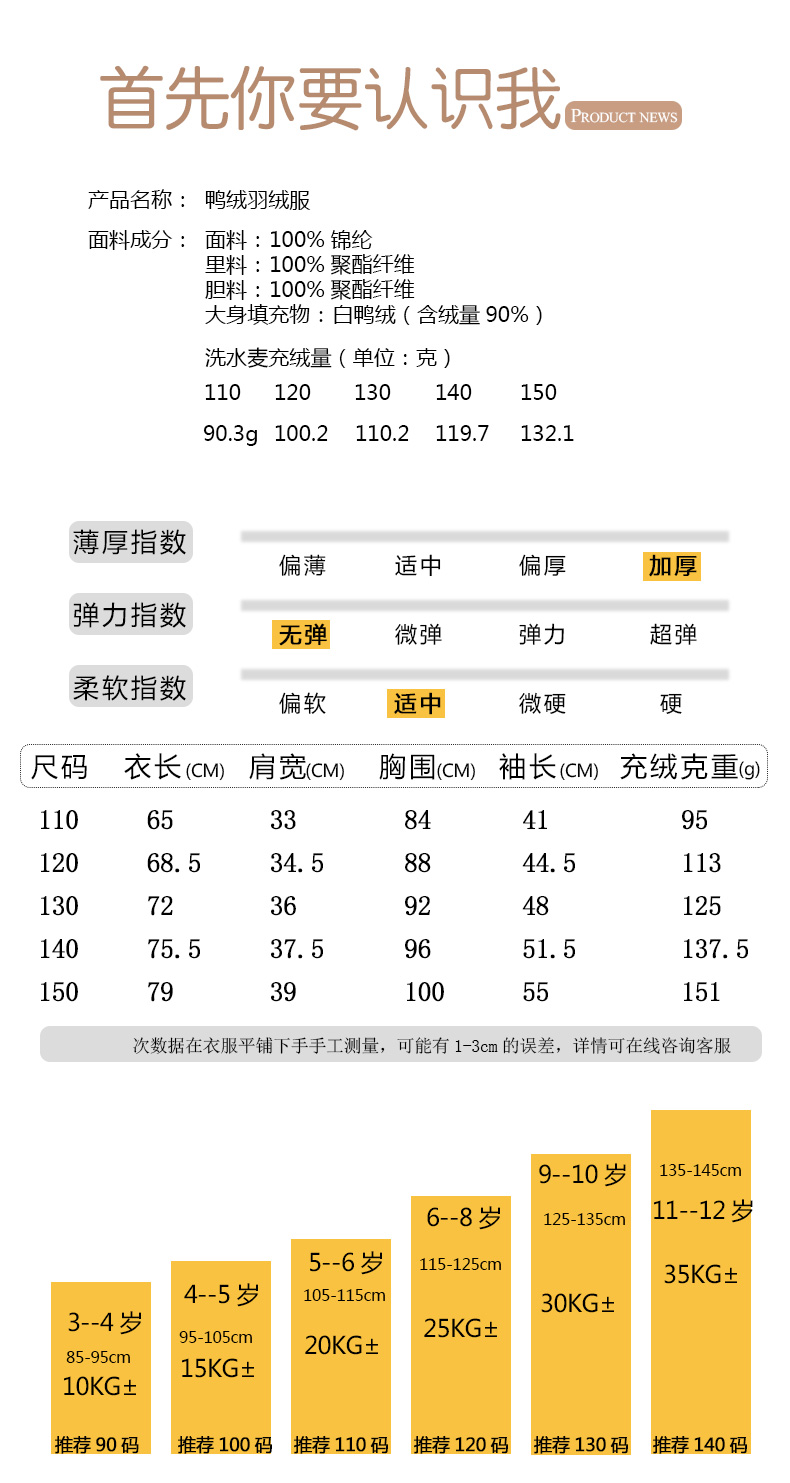 首先你要认识我 PRODUCT NEWS
产品名称： 鸭绒羽绒服
面料成分： 面料：100% 锦纶
里料：100% 聚酯纤维
胆料：100% 聚酯纤维
大身填充物：白鸭绒（含绒量 90%）
洗水麦充绒量（单位：克）
110 120 130 140 150
90.3g 100.2 110.2 119.7 132.1
薄厚指数 偏薄 适中 偏厚 加厚
弹力指数 无弹 微弹 弹力 超弹
柔软指数 偏软 适中 微硬 硬
尺码 衣长(CM) 肩宽(CM) 胸围(CM) 袖长(CM) 充绒克重(g)
110 65 33 84 41 95
120 68.5 34.5 88 44.5 113
130 72 36 92 48 125
140 75.5 37.5 96 51.5 137.5
150 79 39 100 55 151
次数据在衣服平铺下手手工测量，可能有 1-3cm 的误差，详情可在线咨询客服
3--4 岁
85-95cm
10KG±
推荐 90 码
4--5 岁
95-105cm
15KG±
推荐 100 码
5--6 岁
105-115cm
20KG±
推荐 110 码
6--8 岁
115-125cm
25KG±
推荐 120 码
9--10 岁
125-135cm
30KG±
推荐 130 码
135-145cm
11--12 岁
35KG±
推荐 140 码